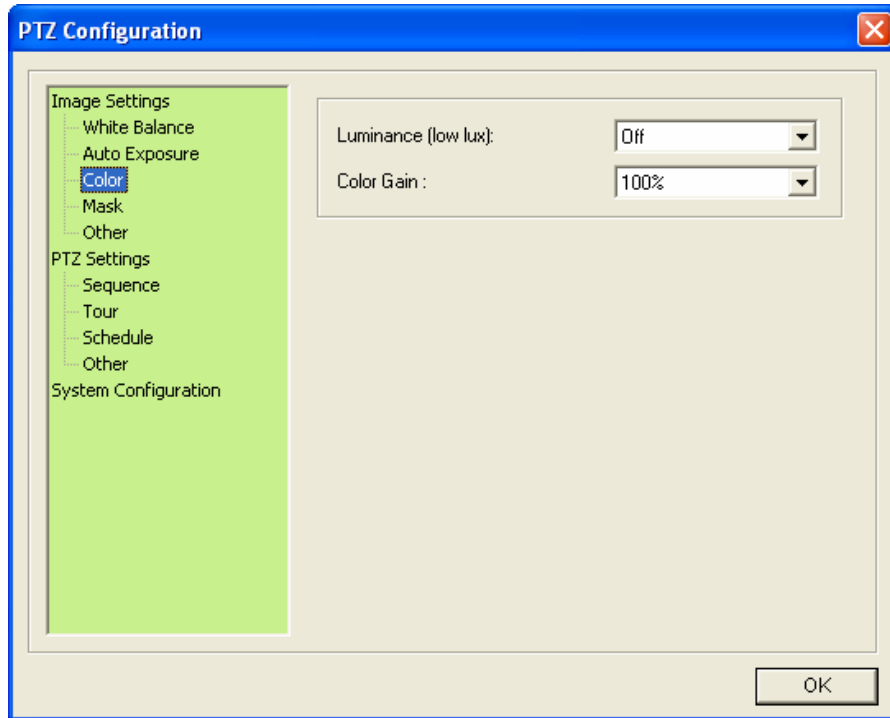 PTZ Configuration
Image Settings
White Balance
Auto Exposure
Color
Mask
Other
PTZ Settings
Sequence
Tour
Schedule
Other
System Configuration
Luminance (low lux): Off
Color Gain : 100%
OK